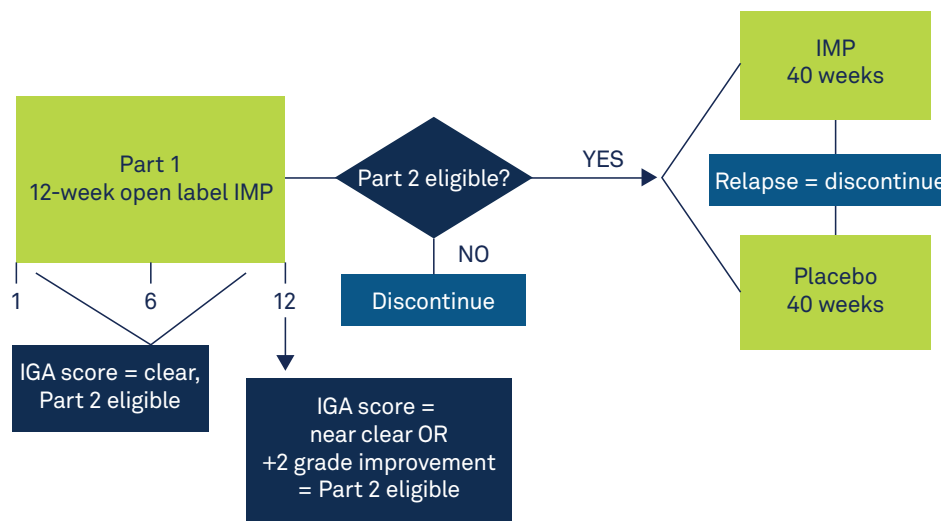 Part 1
12-week open label IMP
1
6
12
IGA score = clear,
Part 2 eligible
IGA score =
near clear OR
+2 grade improvement
= Part 2 eligible
Part 2 eligible?
NO
Discontinue
YES
IMP
40 weeks
Relapse = discontinue
Placebo
40 weeks